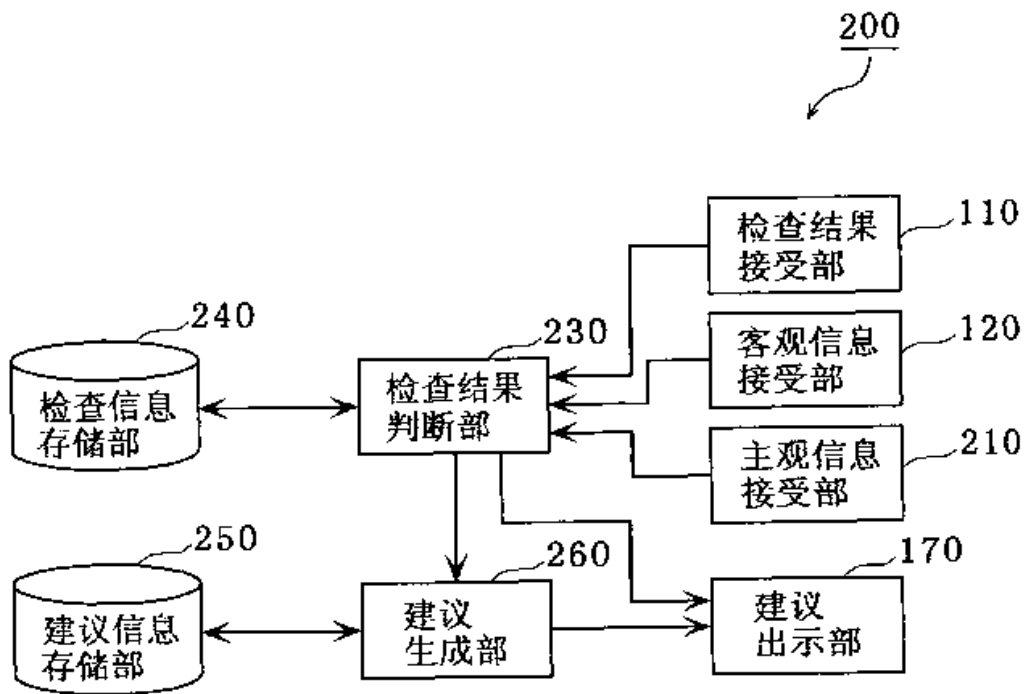 200
110
检查结果
接受部
240
230
120
客观信息
接受部
检查信息
存储部
检查结果
判断部
210
主观信息
接受部
250
260
170
建议信息
存储部
建议
生成部
建议
出示部